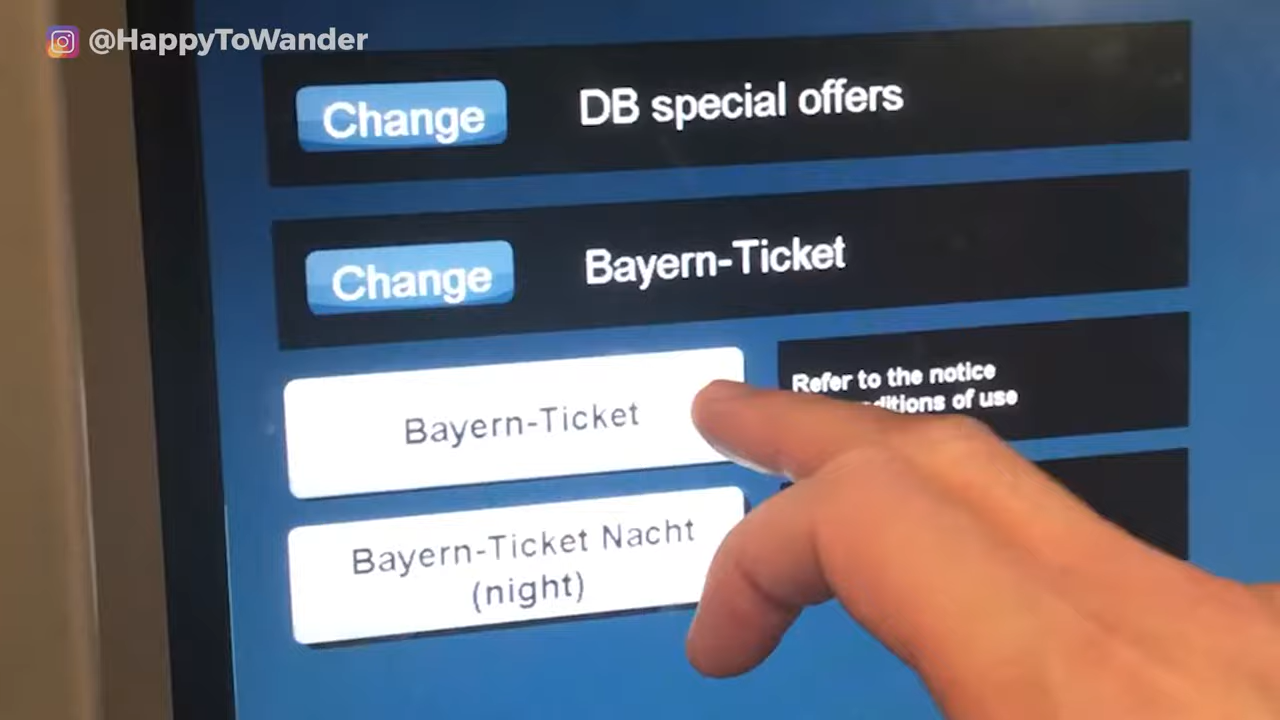 @HappyToWander
Change
DB special offers
Change
Bayern-Ticket
Bayern-Ticket
Refer to the notice
of use
Bayern-Ticket Nacht
(night)